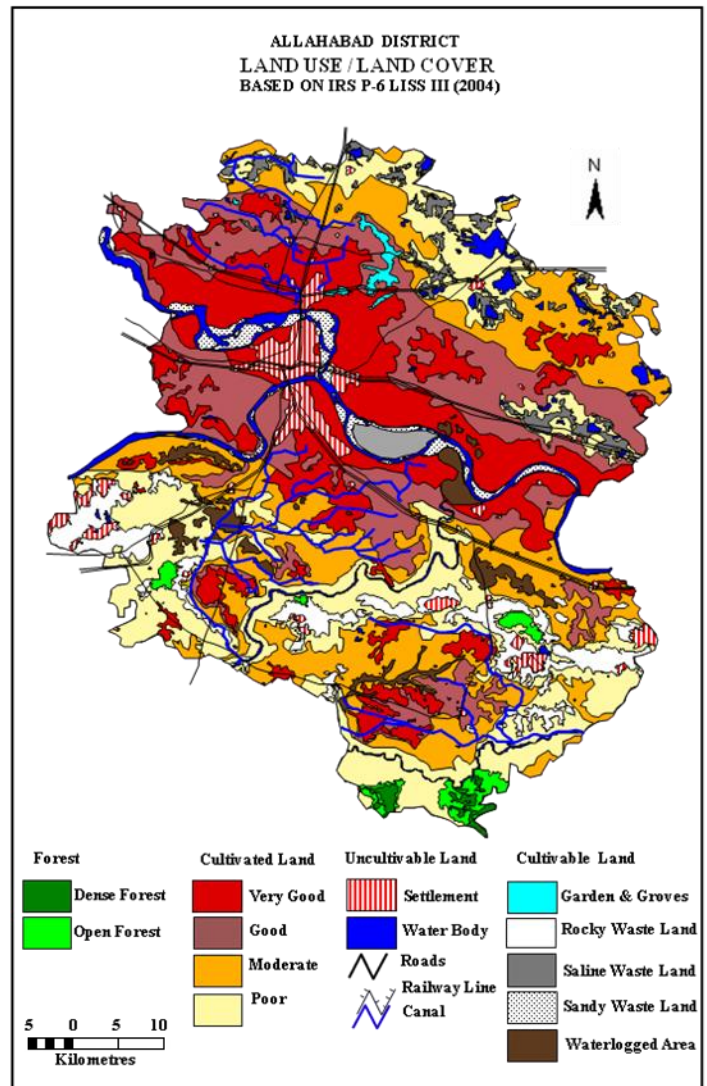 ALLAHABAD DISTRICT
LAND USE / LAND COVER
BASED ON IRS P-6 LISS III (2004)
N
Forest
Dense Forest
Open Forest
Cultivated Land
Very Good
Good
Moderate
Poor
Uncultivable Land
Settlement
Water Body
Roads
Railway Line
Canal
Cultivable Land
Garden & Groves
Rocky Waste Land
Saline Waste Land
Sandy Waste Land
Waterlogged Area
5 0 5 10
Kilometres